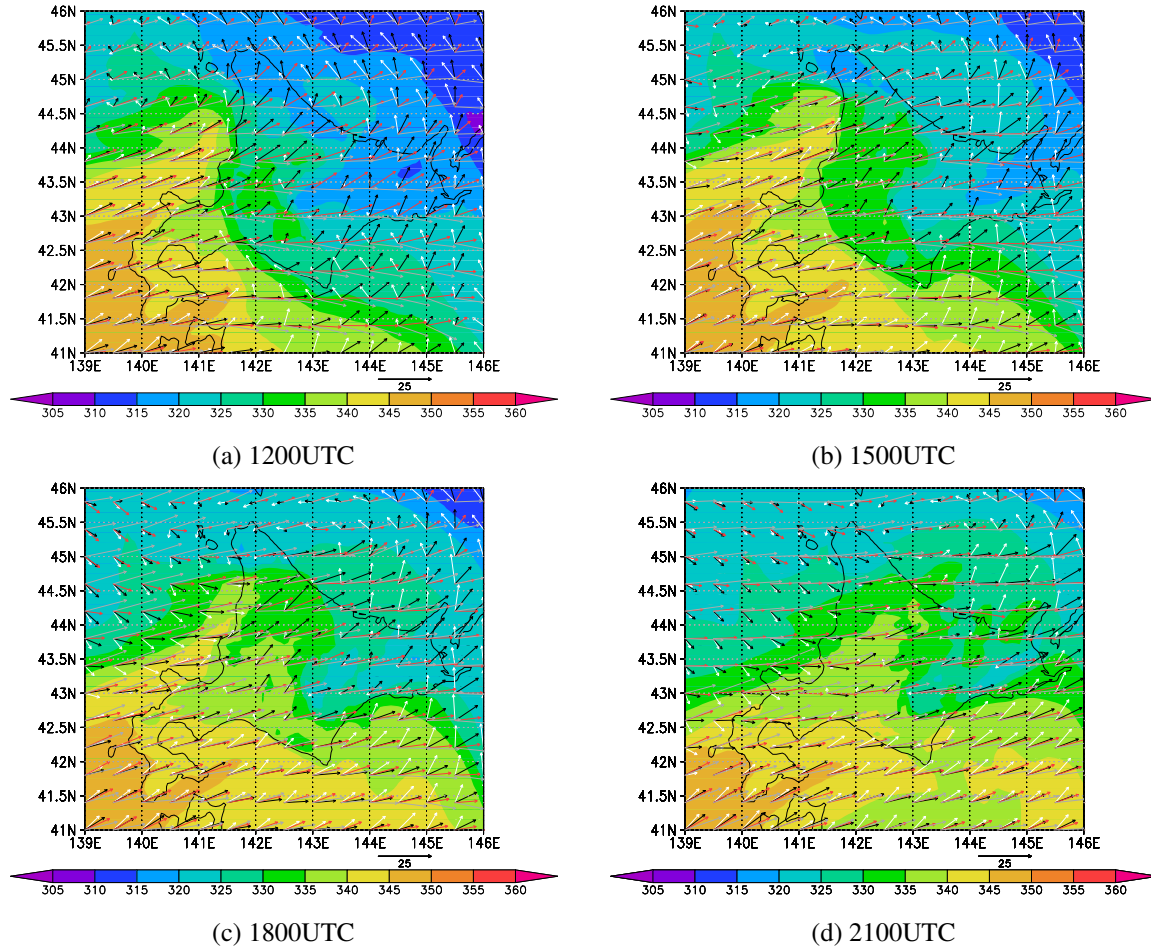 46N 46N
45.5N 45.5N
45N 45N
44.5N 44.5N
44N 44N
43.5N 43.5N
43N 43N
42.5N 42.5N
42N 42N
41.5N 41.5N
41N 41N
139E 140E 141E 142E 143E 144E 145E 146E 139E 140E 141E 142E 143E 144E 145E 146E
25 25
305 310 315 320 325 330 335 340 345 350 355 360 305 310 315 320 325 330 335 340 345 350 355 360
(a) 1200UTC (b) 1500UTC
46N 46N
45.5N 45.5N
45N 45N
44.5N 44.5N
44N 44N
43.5N 43.5N
43N 43N
42.5N 42.5N
42N 42N
41.5N 41.5N
41N 41N
139E 140E 141E 142E 143E 144E 145E 146E 139E 140E 141E 142E 143E 144E 145E 146E
25 25
305 310 315 320 325 330 335 340 345 350 355 360 305 310 315 320 325 330 335 340 345 350 355 360
(c) 1800UTC (d) 2100UTC